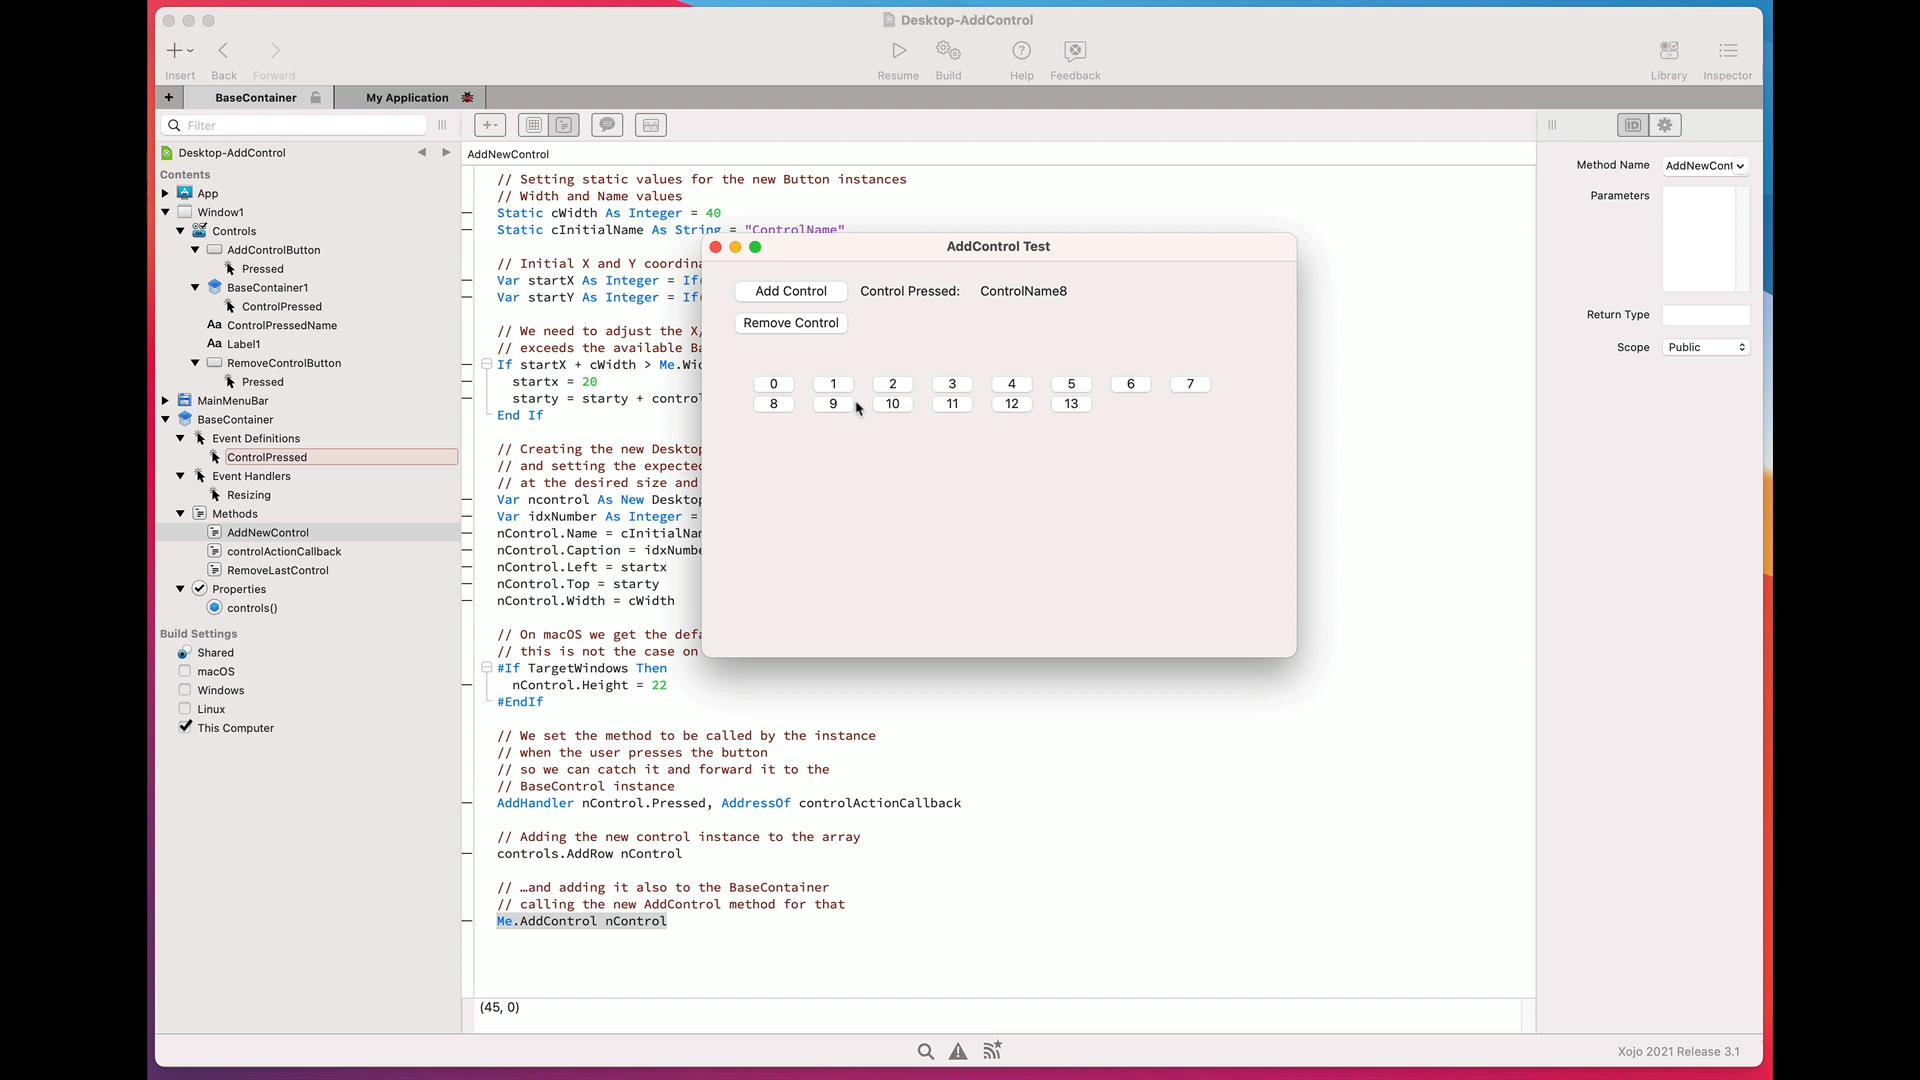 Desktop-AddControl
Insert Back Forward Resume Build Help Feedback Library Inspector
+ BaseContainer My Application
Filter
Desktop-AddControl
Contents
App
Window1
Controls
AddControlButton
Pressed
BaseContainer1
ControlPressed
Aa ControlPressedName
Aa Label1
RemoveControlButton
Pressed
MainMenuBar
BaseContainer
Event Definitions
ControlPressed
Event Handlers
Resizing
Methods
AddNewControl
controlActionCallback
RemoveLastControl
Properties
controls()
Build Settings
Shared
macOS
Windows
Linux
This Computer
AddNewControl
// Setting static values for the new Button instances
// Width and Name values
Static cWidth As Integer = 40
Static cInitialName As String = "ControlName"
// Initial X and Y coordina
Var startX As Integer = If(
Var startY As Integer = If(
// We need to adjust the X/
// exceeds the available Ba
If startX + cWidth > Me.Wid
startx = 20
starty = starty + control
End If
// Creating the new Desktop
// and setting the expected
// at the desired size and
Var ncontrol As New Desktop
Var idxNumber As Integer =
nControl.Name = cInitialNam
nControl.Caption = idxNumbe
nControl.Left = startx
nControl.Top = starty
nControl.Width = cWidth
// On macOS we get the defa
// this is not the case on
#If TargetWindows Then
nControl.Height = 22
#EndIf
// We set the method to be called by the instance
// when the user presses the button
// so we can catch it and forward it to the
// BaseControl instance
AddHandler nControl.Pressed, AddressOf controlActionCallback
// Adding the new control instance to the array
controls.AddRow nControl
// …and adding it also to the BaseContainer
// calling the new AddControl method for that
Me.AddControl nControl
(45, 0)
AddControl Test
Add Control Control Pressed: ControlName8
Remove Control
0 1 2 3 4 5 6 7
8 9 10 11 12 13
ID
Method Name AddNewCont
Parameters
Return Type
Scope Public
Xojo 2021 Release 3.1